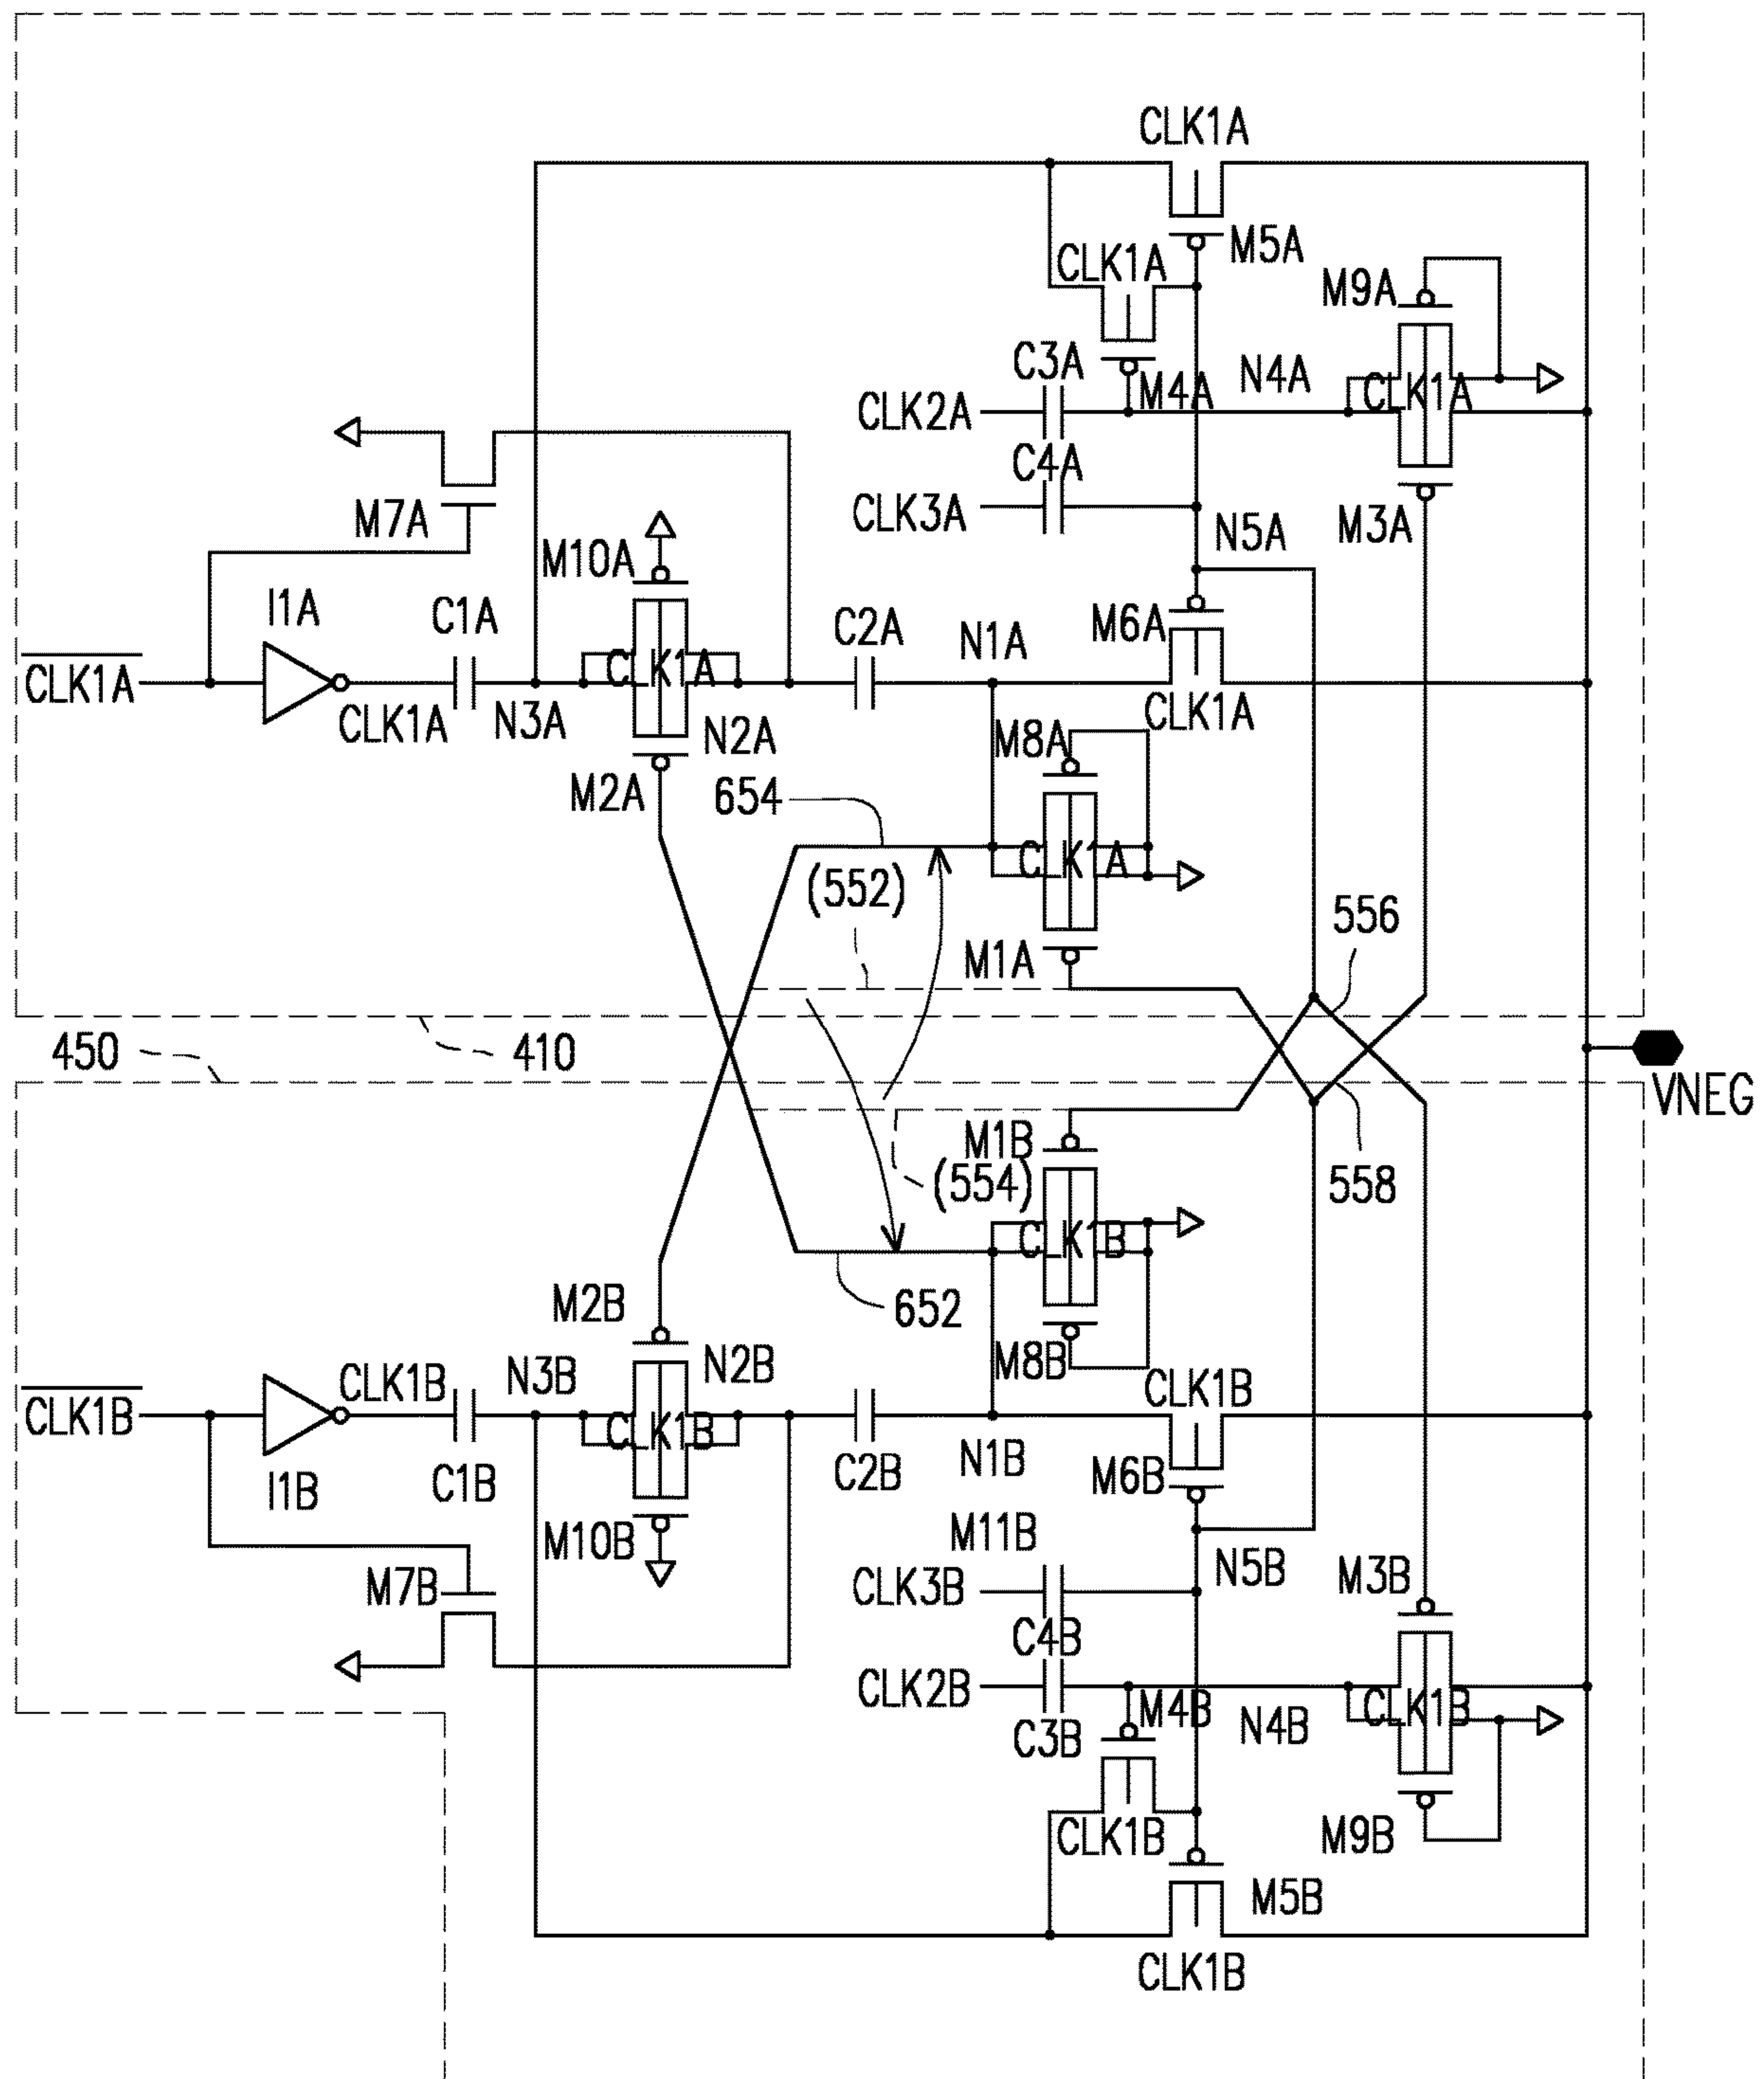 CLK1A
CLK1A
M5A
M9A
C3A
M4A
N4A
CLK1A
CLK2A
C4A
CLK3A
N5A
M3A
M7A
M10A
I1A
C1A
C2A
N1A
M6A
CLK1A
CLK1A
CLK1A
N3A
CLK1A
N2A
M8A
M2A
654
CLK1A
(552)
M1A
556
450
410
VNEG
M1B
(554)
558
CLK1B
652
M2B
M8B
N2B
CLK1B
N3B
CLK1B
CLK1B
CLK1B
C1B
I1B
C2B
N1B
M6B
M10B
M11B
M7B
CLK3B
N5B
M3B
C4B
CLK2B
M4B
N4B
CLK1B
C3B
CLK1B
M9B
M5B
CLK1B